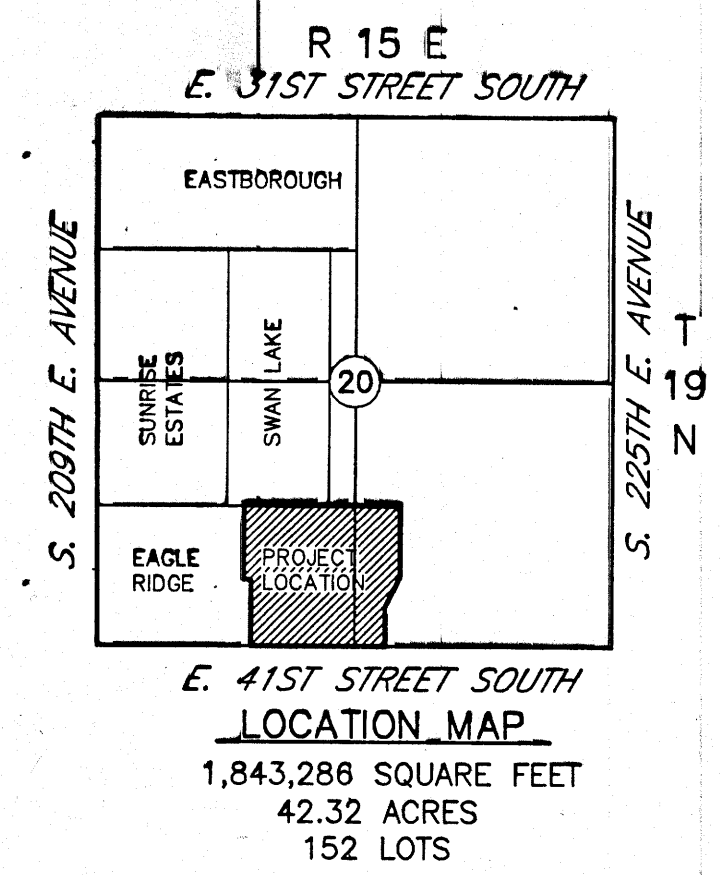 R 15 E
E. 31ST STREET SOUTH
EASTBOROUGH
S. 209TH E. AVENUE
S. 225TH E. AVENUE
T
19
N
SUNRISE
ESTATES
SWAN LAKE
20
EAGLE
RIDGE
PROJECT
LOCATION
E. 41ST STREET SOUTH
LOCATION MAP
1,843,286 SQUARE FEET
42.32 ACRES
152 LOTS